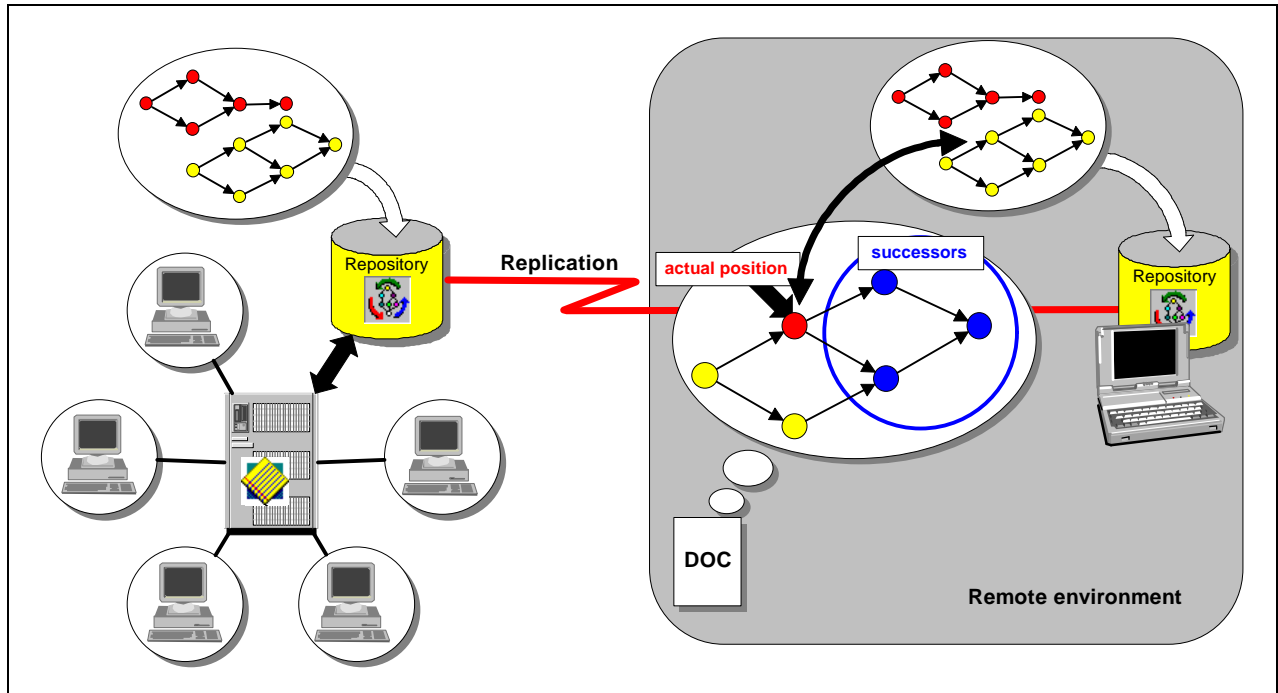 Repository
Replication
actual position
successors
Repository
DOC
Remote environment